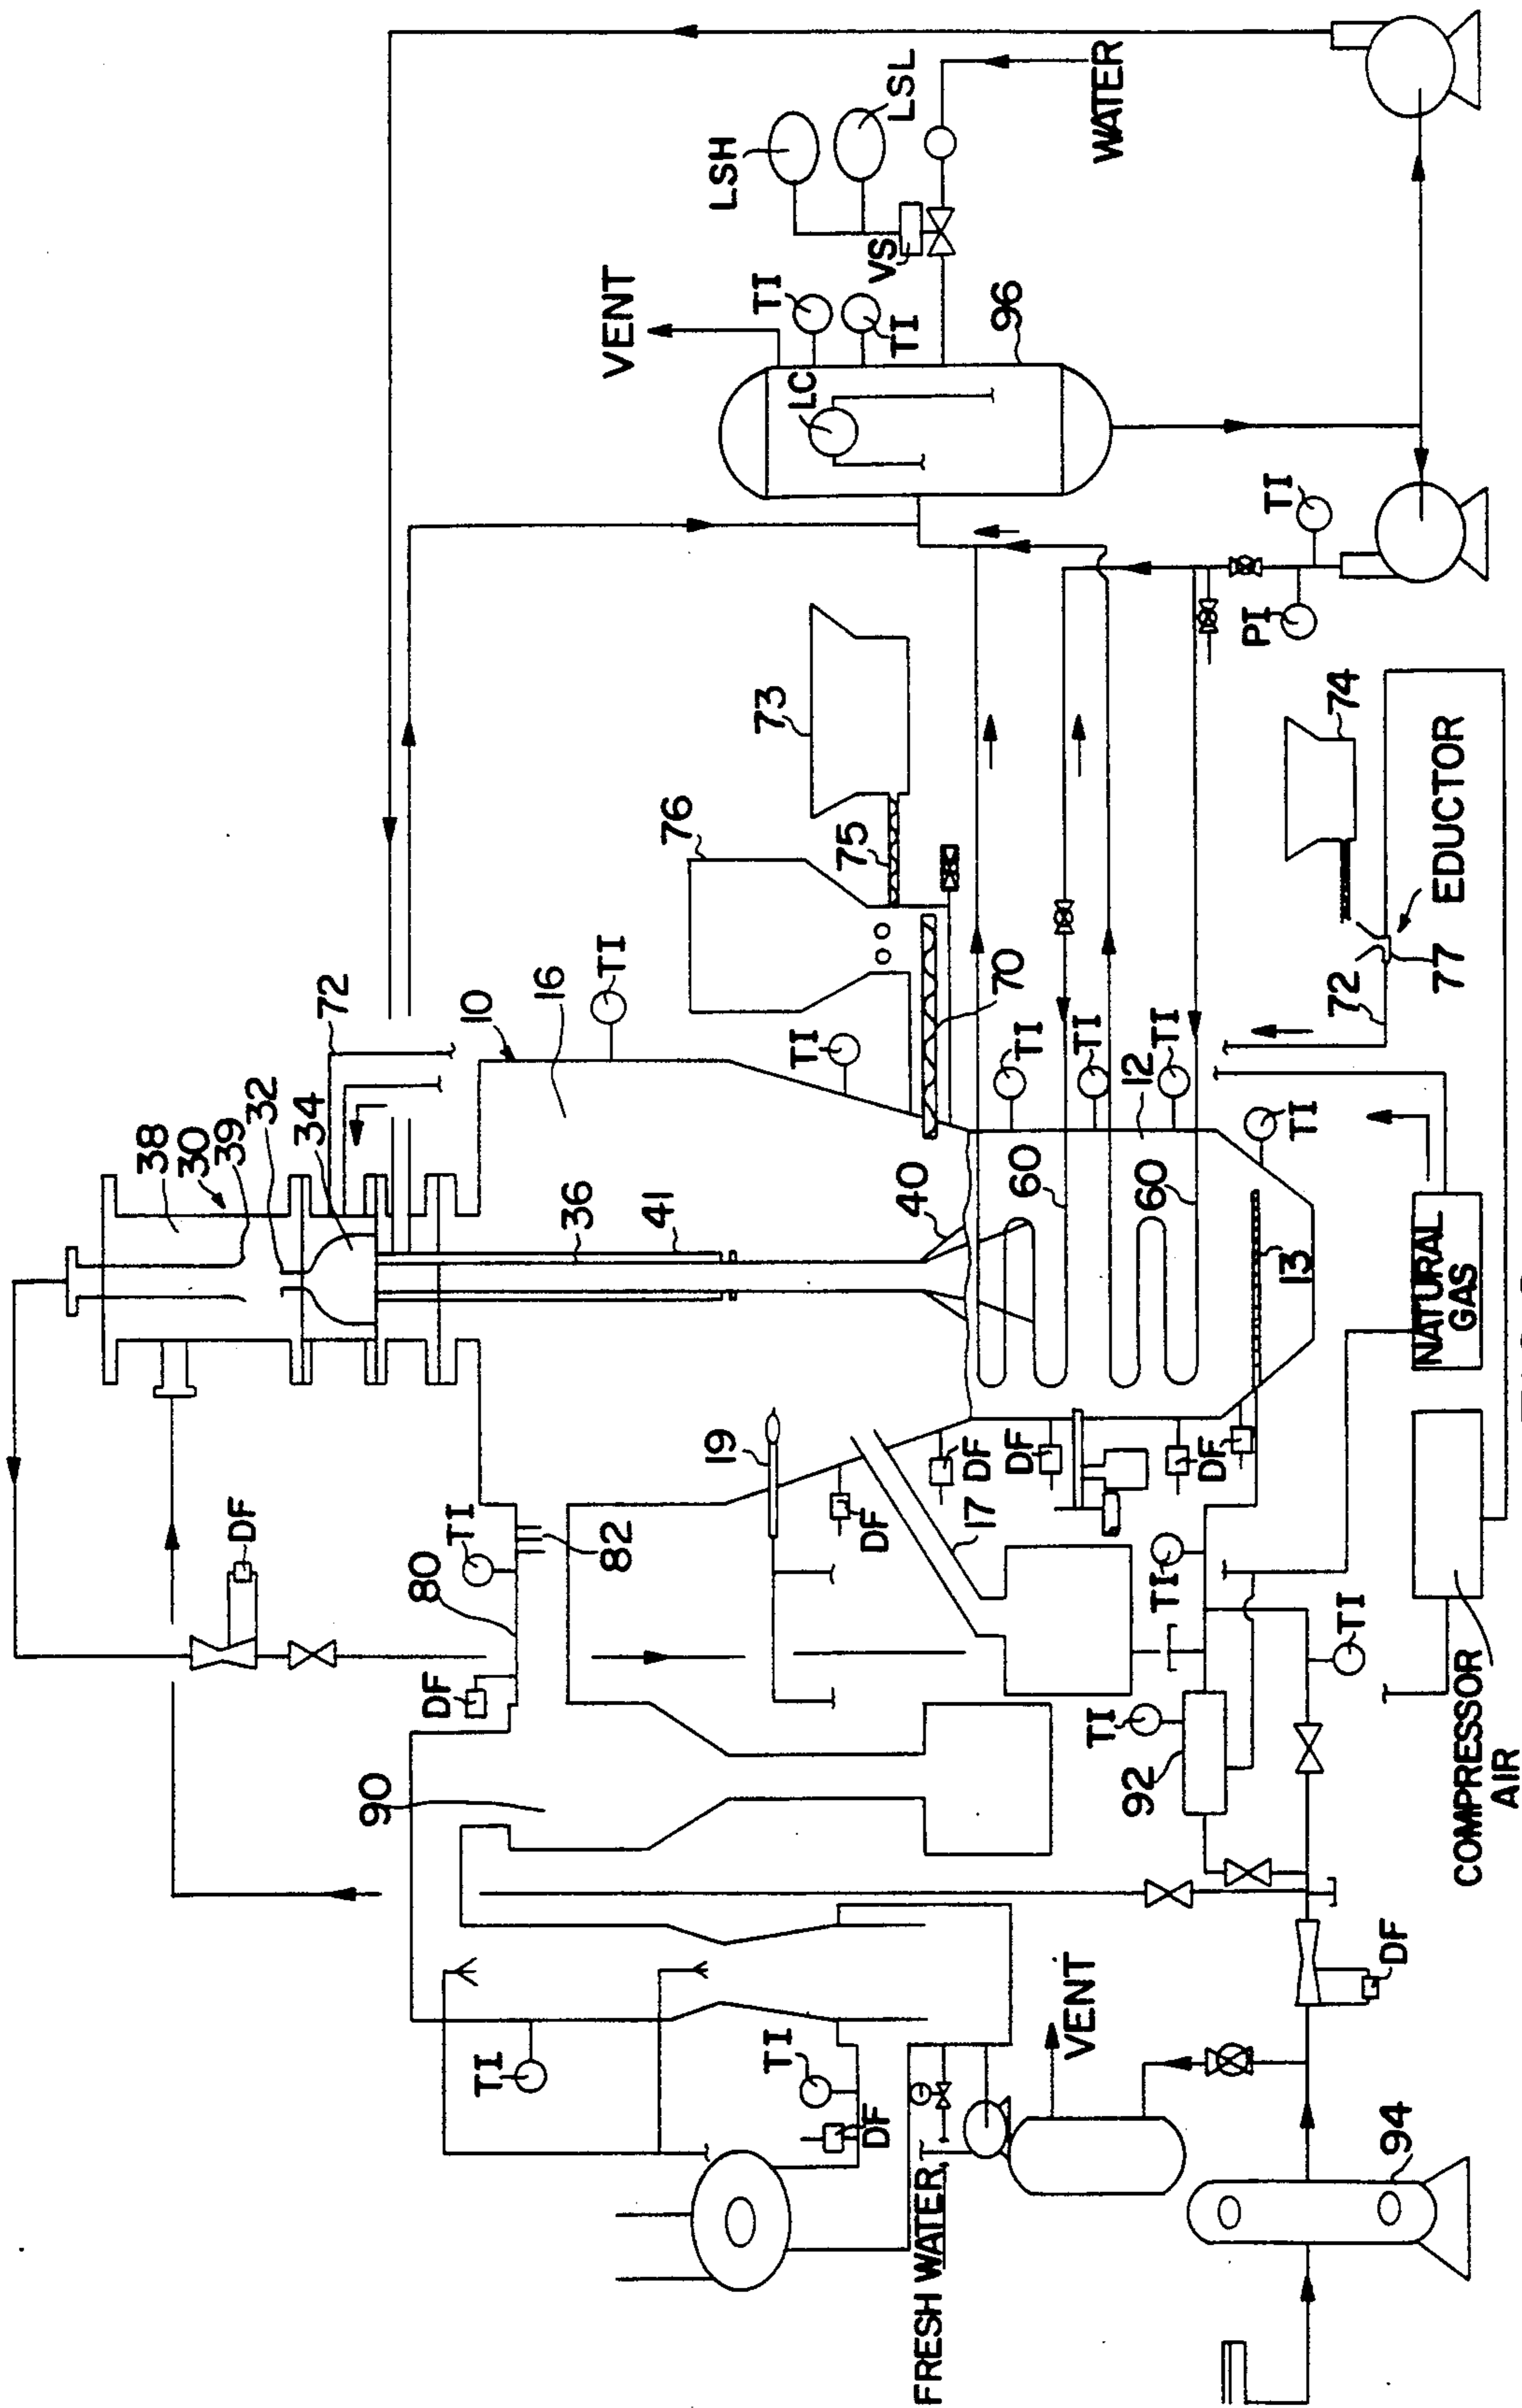 38
30
39
32
34
72
10
16
TI
41
36
40
76
73
75
70
TI
VENT
TI
TI
LC
96
LSH
LSL
VS
WATER
DF
TI
80
82
DF
90
19
DF
DF
DF
DF
17
60
60
12
TI
TI
TI
TI
13
TI
PI
74
72
77
EDUCTOR
NATURAL
GAS
COMPRESSOR
AIR
TI
TI
92
TI
DF
TI
TI
DF
VENT
FRESH WATER
94